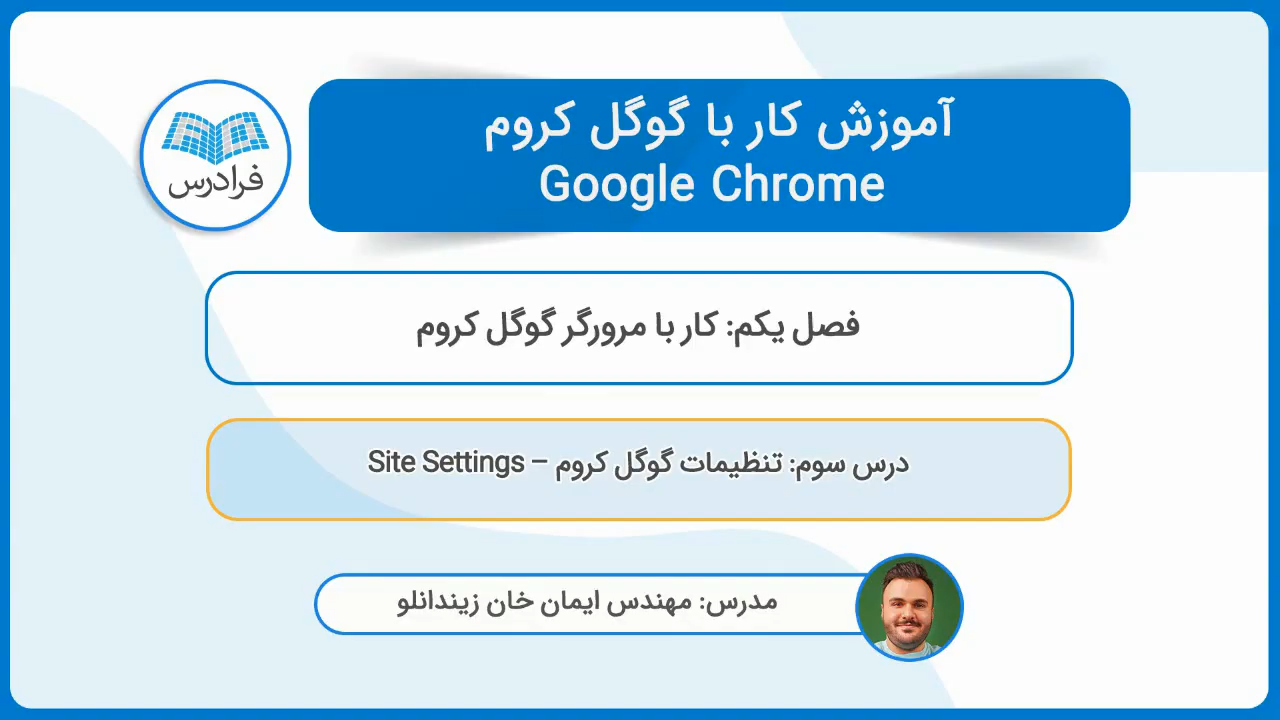 آموزش کار با گوگل کروم
Google Chrome
فرادرس
فصل یکم: کار با مرورگر گوگل کروم
درس سوم: تنظیمات گوگل کروم – Site Settings
مدرس: مهندس ایمان خان زیندانلو